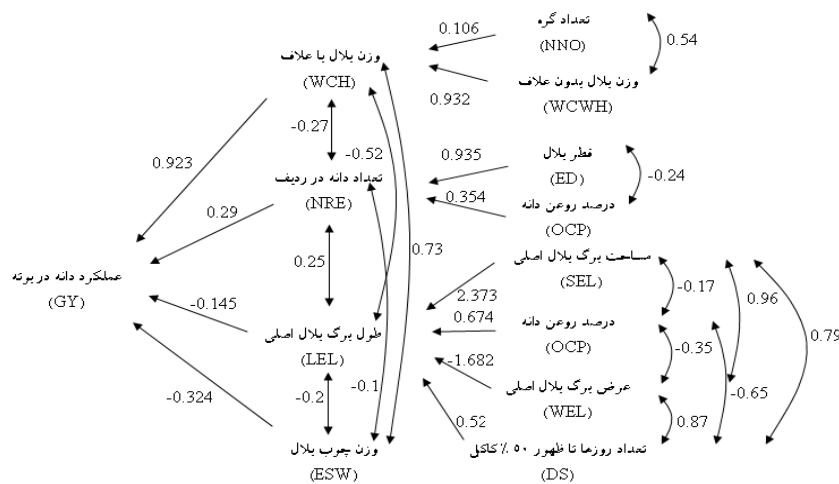 تعداد گره
(NNO)
0.106
0.54
وزن بلال با علاف
(WCH)
وزن بلال بدون علاف
(WCWH)
0.932
-0.27
-0.52
0.923
قطر بلال
(ED)
0.935
-0.24
تعداد دانه در ردیف
(NRE)
0.354
درصد روغن دانه
(OCP)
0.29
0.73
0.25
مساحت برگ بلال اصلی
(SEL)
2.373
-0.17
0.96
0.79
عملکرد دانه در بوته
(GY)
-0.145
0.674
درصد روغن دانه
(OCP)
-0.35
طول برگ بلال اصلی
(LEL)
-1.682
عرض برگ بلال اصلی
(WEL)
-0.65
-0.324
-0.2
-0.1
0.52
0.87
وزن چوب بلال
(ESW)
تعداد روزها تا ظهور ۵۰ ٪ کاکلی
(DS)